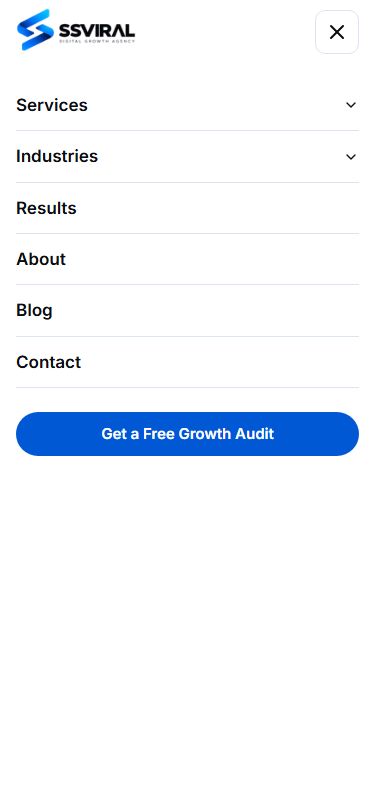 SSVIRAL
DIGITAL GROWTH AGENCY
Services
Industries
Results
About
Blog
Contact
Get a Free Growth Audit